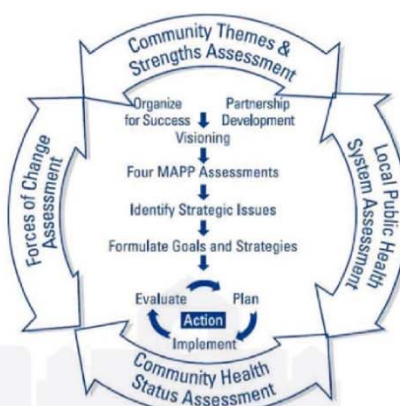 Community Themes &
Strengths Assessment
Organize
for Success
Partnership
Development
Visioning
Four MAPP Assessments
Identify Strategic Issues
Formulate Goals and Strategies
Evaluate
Plan
Action
Implement
Forces of Change
Assessment
Local Public Health
System Assessment
Community Health
Status Assessment